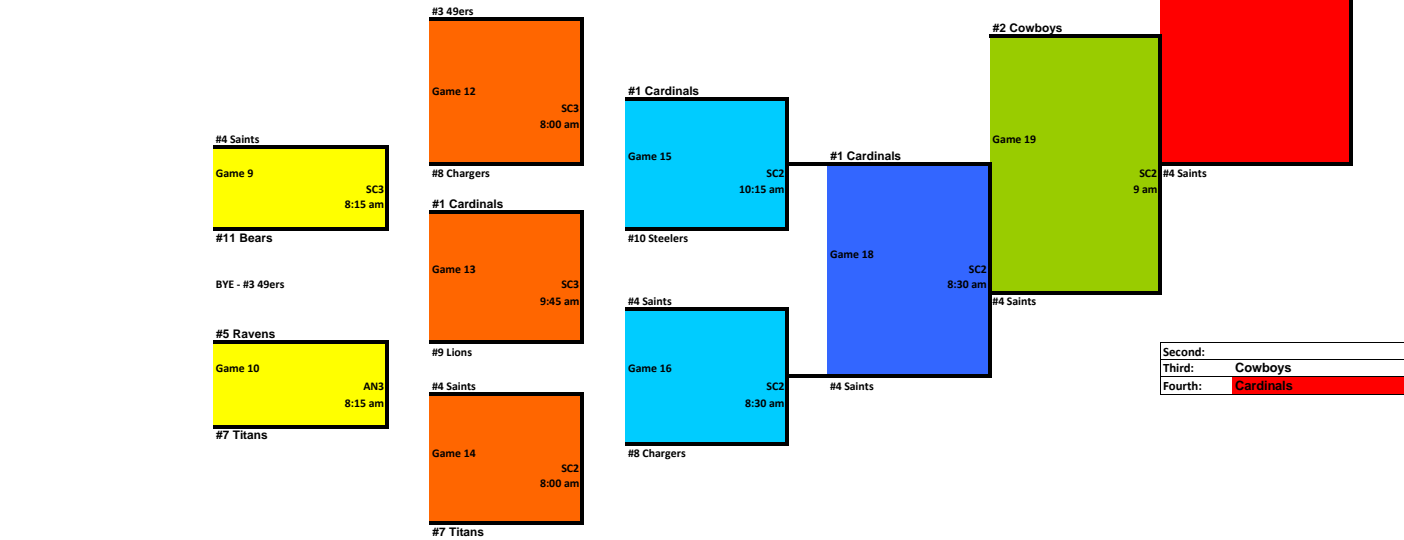 #4 Saints
Game 9
SC3
8:15 am
#11 Bears
BYE - #3 49ers
#5 Ravens
Game 10
AN3
8:15 am
#7 Titans
#3 49ers
Game 12
SC3
8:00 am
#8 Chargers
#1 Cardinals
Game 13
SC3
9:45 am
#9 Lions
#4 Saints
Game 14
SC2
8:00 am
#7 Titans
#1 Cardinals
Game 15
SC2
10:15 am
#10 Steelers
#4 Saints
Game 16
SC2
8:30 am
#8 Chargers
#1 Cardinals
Game 18
SC2
8:30 am
#4 Saints
#2 Cowboys
Game 19
SC2
9 am
#4 Saints
#4 Saints
Second:
Third: Cowboys
Fourth: Cardinals